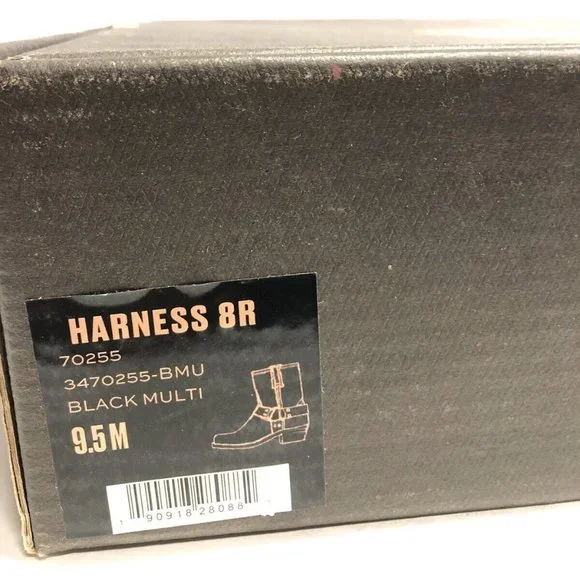 HARNESS 8R
70255
3470255-BMU
BLACK MULTI
9.5M
1 90918 28088